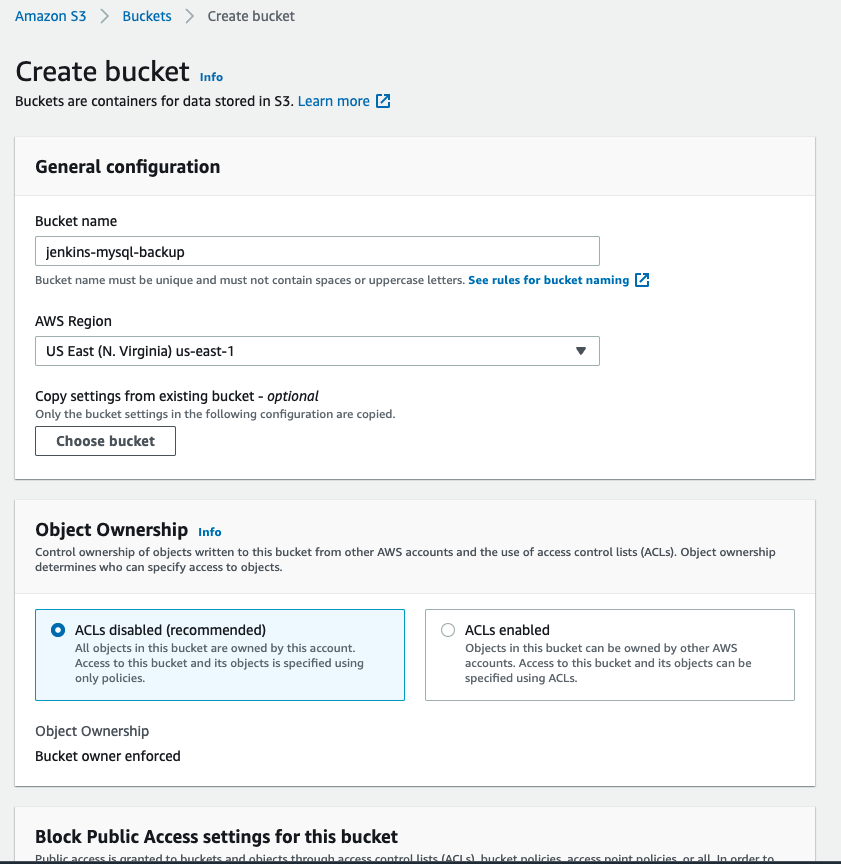 Amazon S3 > Buckets > Create bucket
Create bucket Info
Buckets are containers for data stored in S3. Learn more
General configuration
Bucket name
jenkins-mysql-backup
Bucket name must be unique and must not contain spaces or uppercase letters. See rules for bucket naming
AWS Region
US East (N. Virginia) us-east-1
Copy settings from existing bucket - optional
Only the bucket settings in the following configuration are copied.
Choose bucket
Object Ownership Info
Control ownership of objects written to this bucket from other AWS accounts and the use of access control lists (ACLs). Object ownership
determines who can specify access to objects.
ACLs disabled (recommended)
All objects in this bucket are owned by this account.
Access to this bucket and its objects is specified using
only policies.
ACLs enabled
Objects in this bucket can be owned by other AWS
accounts. Access to this bucket and its objects can be
specified using ACLs.
Object Ownership
Bucket owner enforced
Block Public Access settings for this bucket
Public access is granted to buckets and objects through access control lists (ACLs), bucket policies, access point policies, or all. In order to